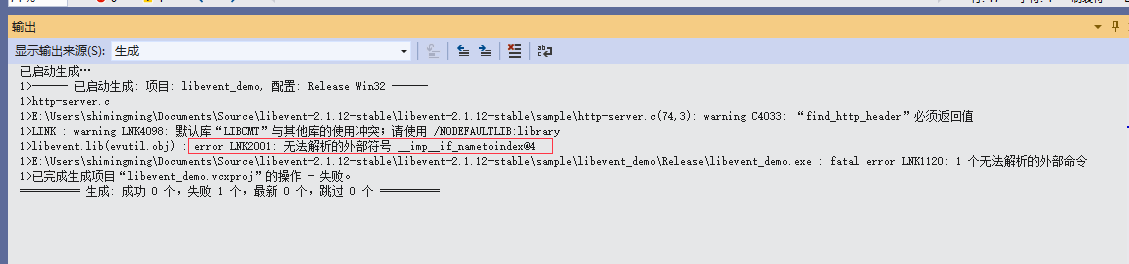 输出
显示输出来源(S): 生成
已启动生成…
1>------ 已启动生成: 项目: libevent_demo, 配置: Release Win32 ------
1>http-server.c
1>E:\Users\shimingming\Documents\Source\libevent-2.1.12-stable\libevent-2.1.12-stable\sample\http-server.c(74,3): warning C4033: “find_http_header”必须返回值
1>LINK : warning LNK4098: 默认库“LIBCMT”与其他库的使用冲突；请使用 /NODEFAULTLIB:library
1>libevent.lib(evutil.obj) : error LNK2001: 无法解析的外部符号 __imp__if_nametoindex@4
1>E:\Users\shimingming\Documents\Source\libevent-2.1.12-stable\libevent-2.1.12-stable\sample\libevent_demo\Release\libevent_demo.exe : fatal error LNK1120: 1 个无法解析的外部命令
1>已完成生成项目“libevent_demo.vcxproj”的操作 - 失败。
========== 生成: 成功 0 个，失败 1 个，最新 0 个，跳过 0 个 ==========